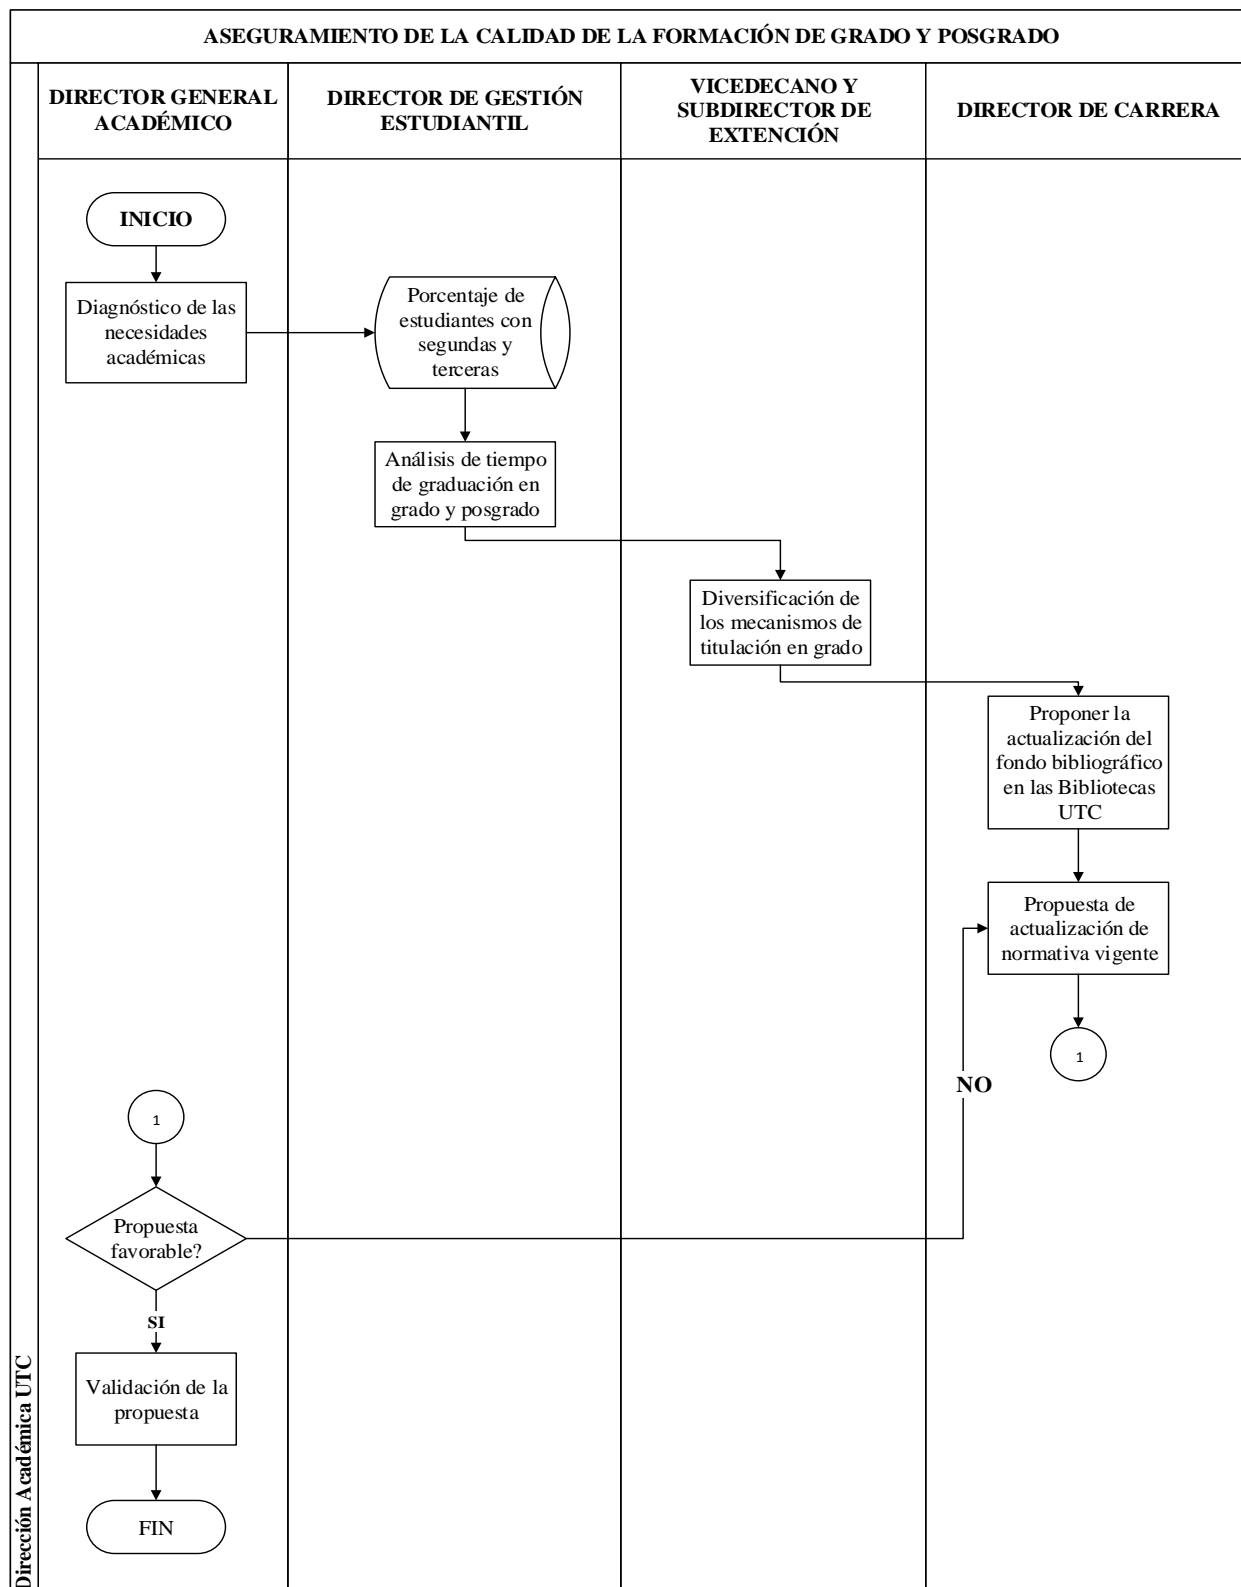 ASEGURAMIENTO DE LA CALIDAD DE LA FORMACIÓN DE GRADO Y POSGRADO
DIRECTOR GENERAL
ACADÉMICO
DIRECTOR DE GESTIÓN
ESTUDIANTIL
VICEDECANO Y
SUBDIRECTOR DE
EXTENCIÓN
DIRECTOR DE CARRERA
INICIO
Diagnóstico de las
necesidades
académicas
Porcentaje de
estudiantes con
segundas y
terceras
Análisis de tiempo
de graduación en
grado y posgrado
Diversificación de
los mecanismos de
titulación en grado
Proponer la
actualización del
fondo bibliográfico
en las Bibliotecas
UTC
Propuesta de
actualización de
normativa vigente
1
NO
1
Propuesta
favorable?
SI
Validación de la
propuesta
FIN
Dirección Académica UTC